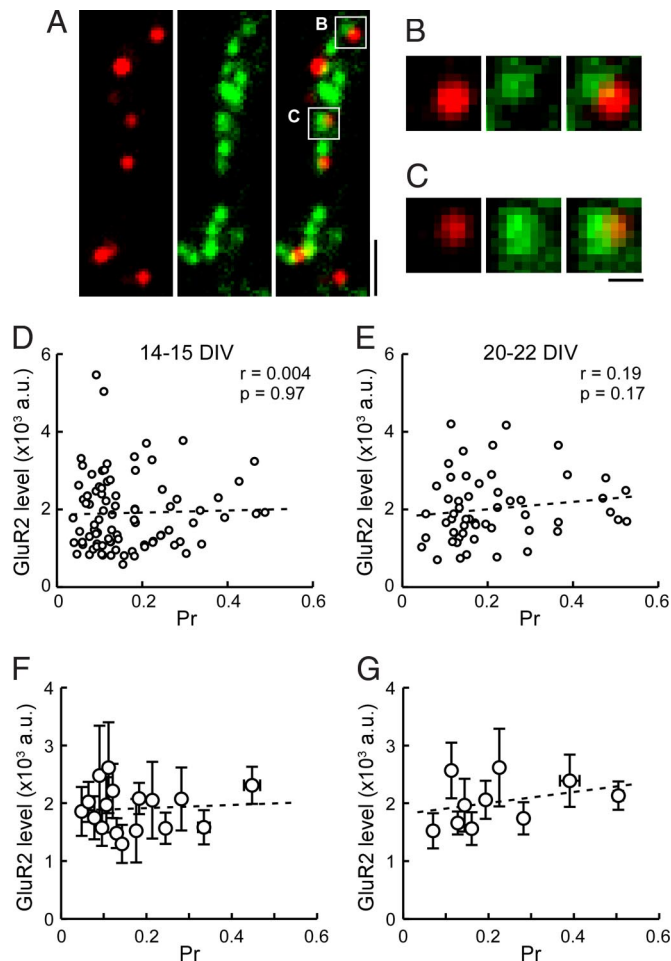 A
B
C
B
C
D
14-15 DIV
r = 0.004
p = 0.97
GluR2 level (x10³ a.u.)
6
4
2
0
0
0.2
0.4
0.6
Pr
E
20-22 DIV
r = 0.19
p = 0.17
GluR2 level (x10³ a.u.)
6
4
2
0
0
0.2
0.4
0.6
Pr
F
GluR2 level (x10³ a.u.)
4
3
2
1
0
0
0.2
0.4
0.6
Pr
G
GluR2 level (x10³ a.u.)
4
3
2
1
0
0
0.2
0.4
0.6
Pr